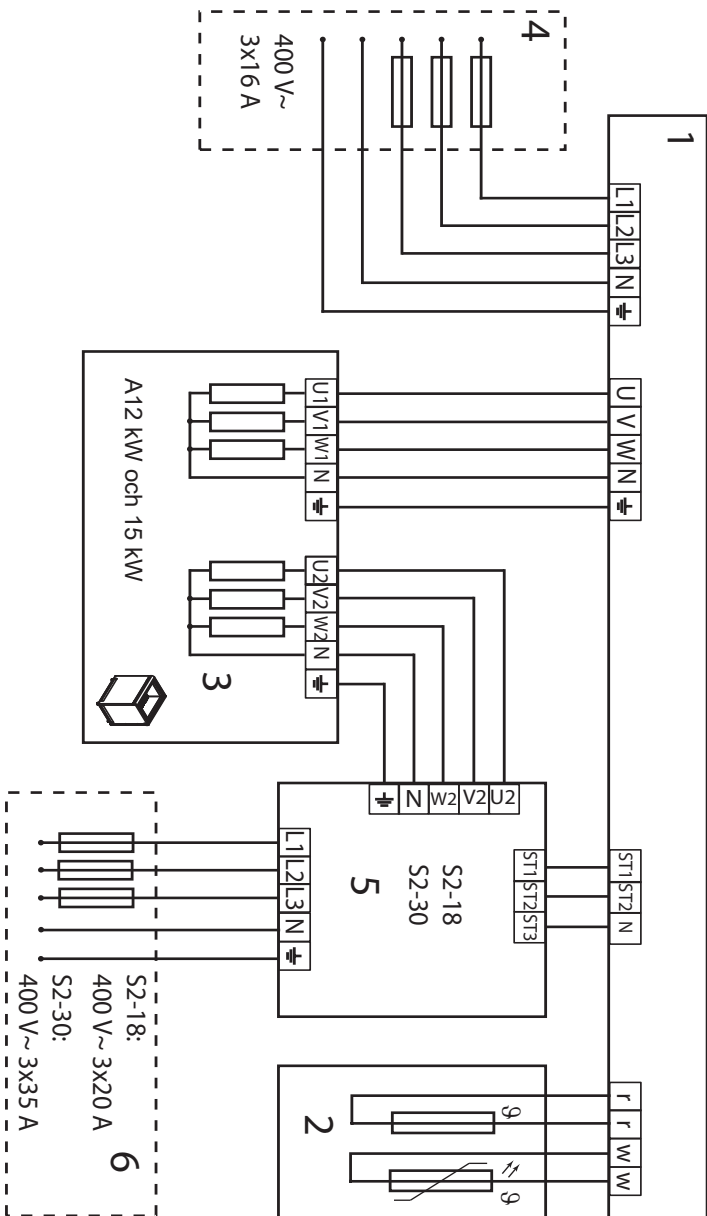 1
L1 L2 L3 N
U V W N
ST1 ST2 N
r r w w
4
400 V~
3x16 A
U1 V1 W1 N
U2 V2 W2 N
A12 kW och 15 kW
3
U2
V2
W2
N
ST1 ST2 ST3
S2-18
S2-30
5
L1 L2 L3 N
S2-18:
400 V~ 3x20 A
S2-30:
400 V~ 3x35 A
6
2
ϑ
ϑ